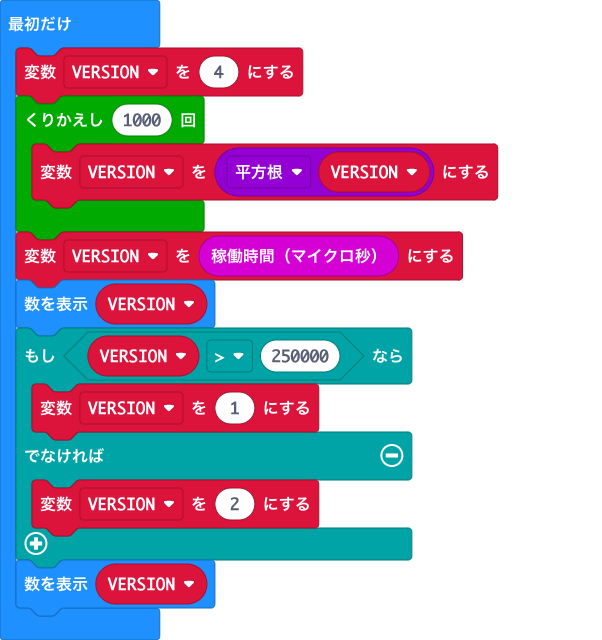 最初だけ
変数 VERSION を 4 にする
くりかえし 1000 回
変数 VERSION を 平方根 VERSION にする
変数 VERSION を 稼働時間（マイクロ秒） にする
数を表示 VERSION
もし VERSION > 250000 なら
変数 VERSION を 1 にする
でなければ
変数 VERSION を 2 にする
数を表示 VERSION